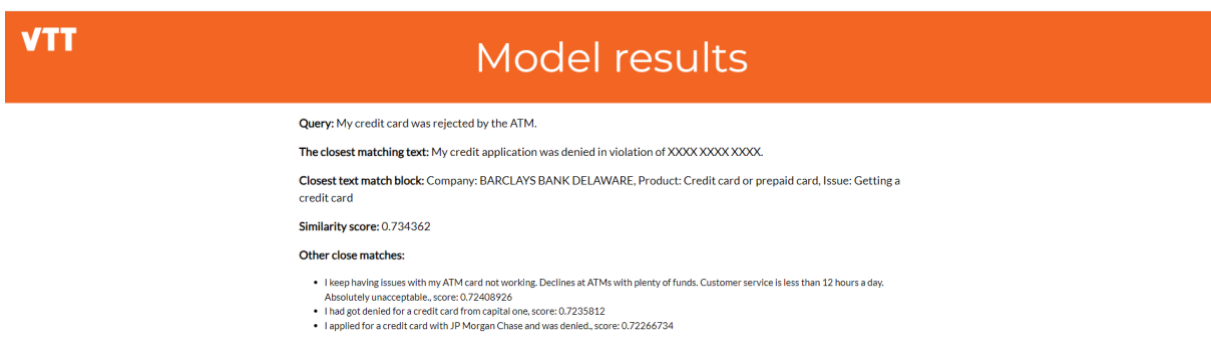 VTT
Model results
Query: My credit card was rejected by the ATM.
The closest matching text: My credit application was denied in violation of XXXX XXXX XXXX.
Closest text match block: Company: BARCLAYS BANK DELAWARE, Product: Credit card or prepaid card, Issue: Getting a
credit card
Similarity score: 0.734362
Other close matches:
• I keep having issues with my ATM card not working. Declines at ATMs with plenty of funds. Customer service is less than 12 hours a day.
Absolutely unacceptable., score: 0.72408926
• I had got denied for a credit card from capital one, score: 0.7235812
• I applied for a credit card with JP Morgan Chase and was denied., score: 0.72266734